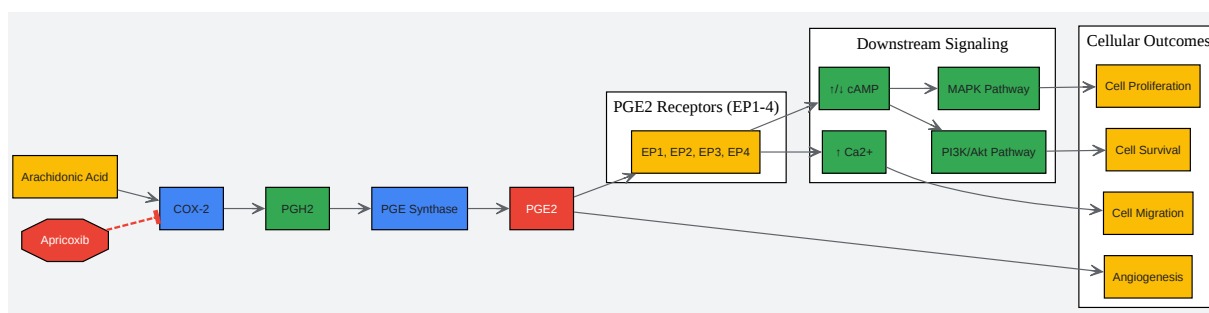 Arachidonic Acid
Apricoxib
COX-2
PGH2
PGE Synthase
PGE2
PGE2 Receptors (EP1-4)
EP1, EP2, EP3, EP4
Downstream Signaling
↑/↓ cAMP
MAPK Pathway
↑ Ca2+
PI3K/Akt Pathway
Cellular Outcomes
Cell Proliferation
Cell Survival
Cell Migration
Angiogenesis